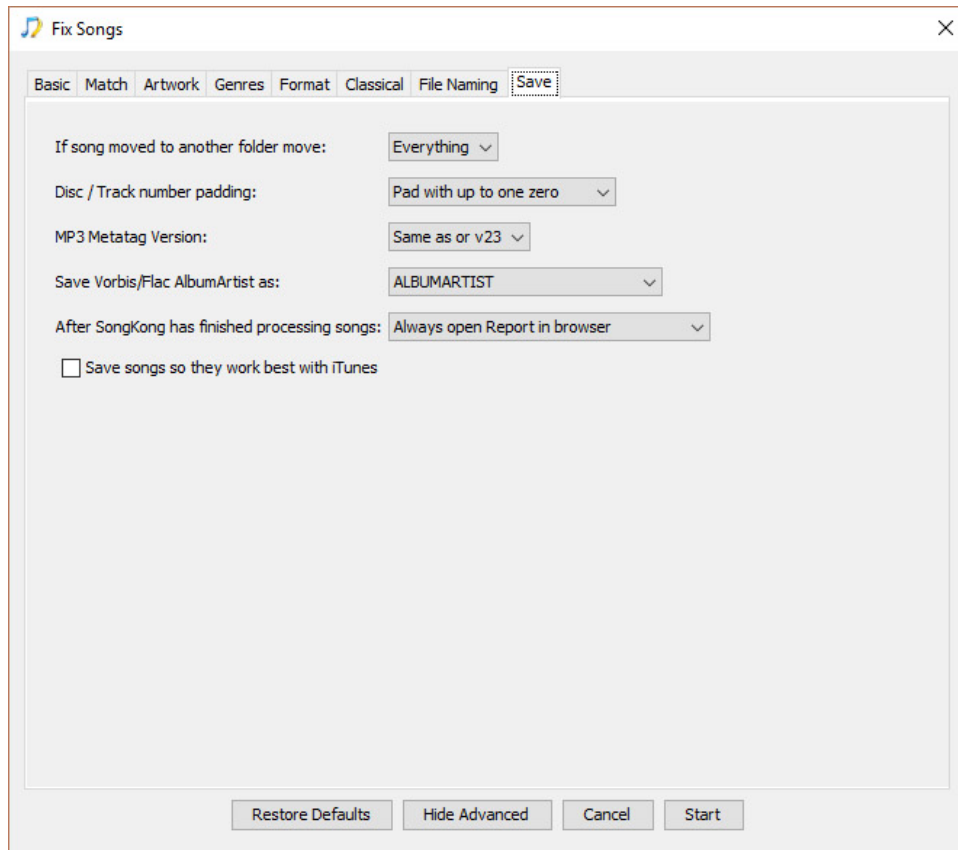 Fix Songs
Basic Match Artwork Genres Format Classical File Naming Save
If song moved to another folder move: Everything
Disc / Track number padding: Pad with up to one zero
MP3 Metatag Version: Same as or v23
Save Vorbis/Flac AlbumArtist as: ALBUMARTIST
After SongKong has finished processing songs: Always open Report in browser
Save songs so they work best with iTunes
Restore Defaults Hide Advanced Cancel Start